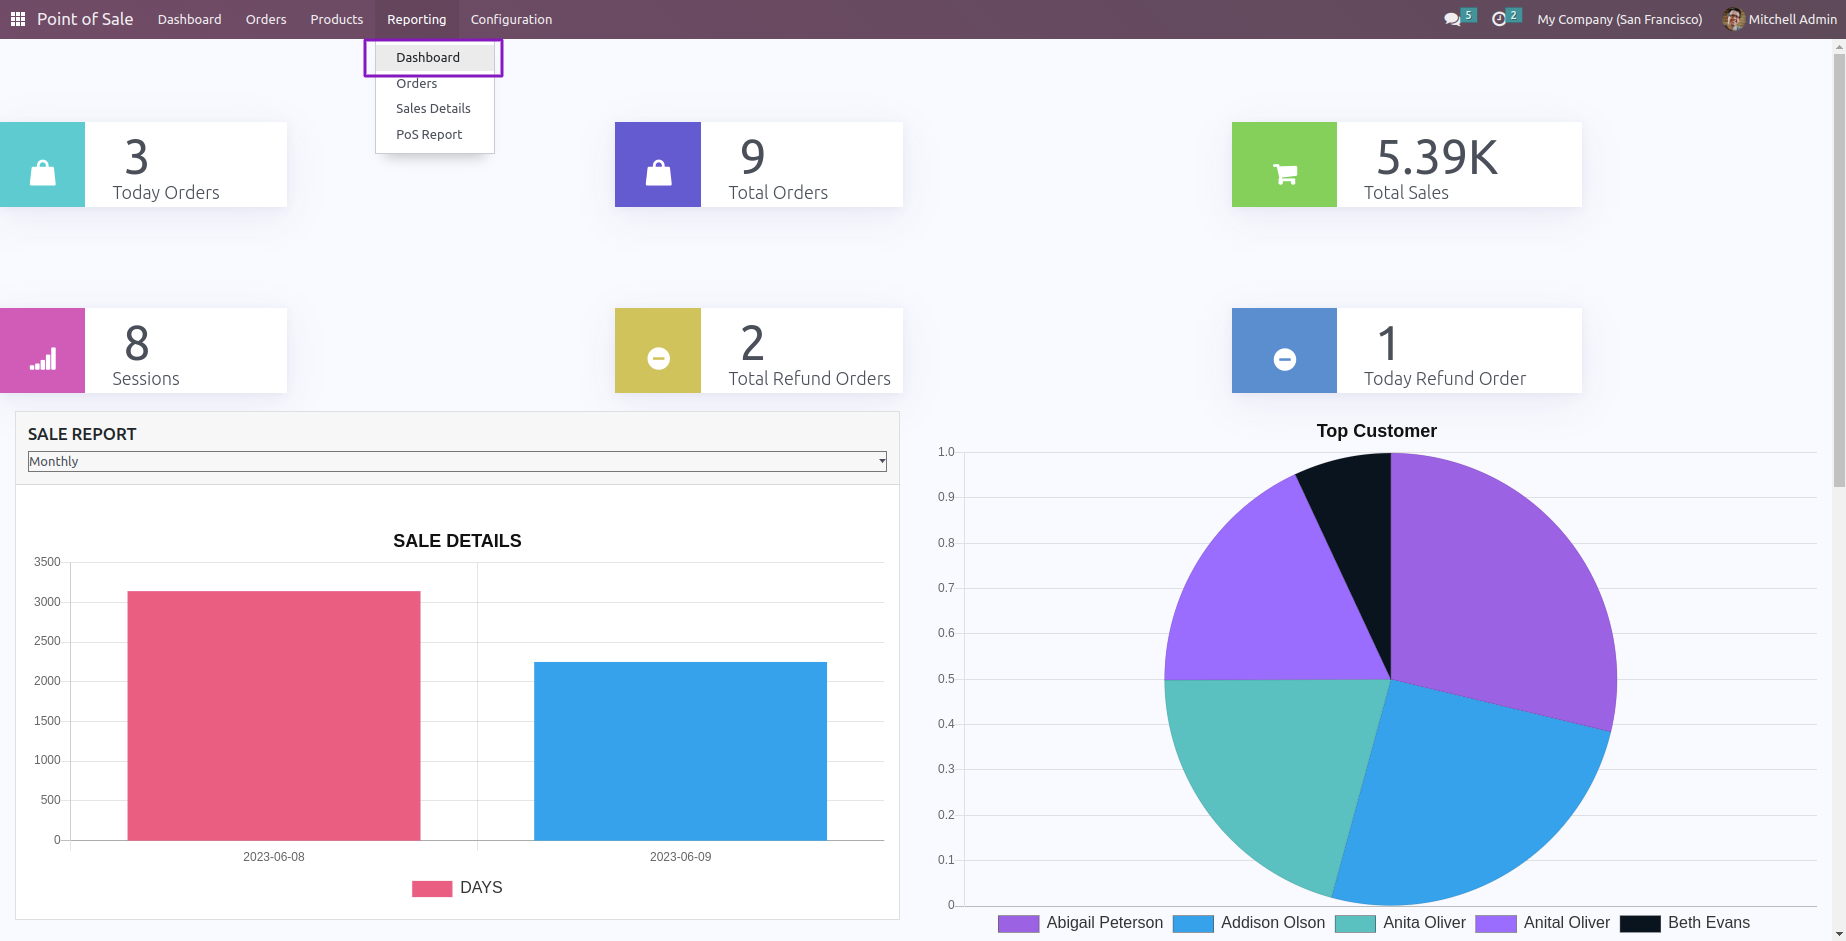 Point of Sale Dashboard Orders Products Reporting Configuration 5 2 My Company (San Francisco) Mitchell Admin
Dashboard
Orders
Sales Details
PoS Report
3
Today Orders
9
Total Orders
5.39K
Total Sales
8
Sessions
2
Total Refund Orders
1
Today Refund Order
SALE REPORT
Monthly
SALE DETAILS
3500
3000
2500
2000
1500
1000
500
0
2023-06-08 2023-06-09
DAYS
Top Customer
1.0
0.9
0.8
0.7
0.6
0.5
0.4
0.3
0.2
0.1
0
Abigail Peterson Addison Olson Anita Oliver Anital Oliver Beth Evans